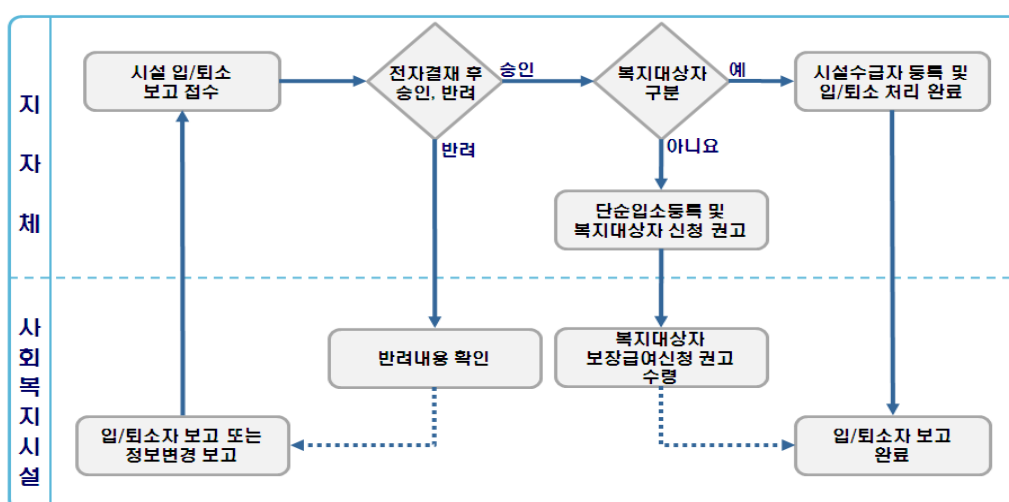 지자체
시설 입/퇴소
보고 접수
전자결재 후
승인, 반려
승인
복지대상자
구분
예
시설수급자 등록 및
입/퇴소 처리 완료
반려
아니요
단순입소등록 및
복지대상자 신청 권고
사회복지시설
반려내용 확인
복지대상자
보장급여신청 권고
수령
입/퇴소자 보고 또는
정보변경 보고
입/퇴소자 보고
완료